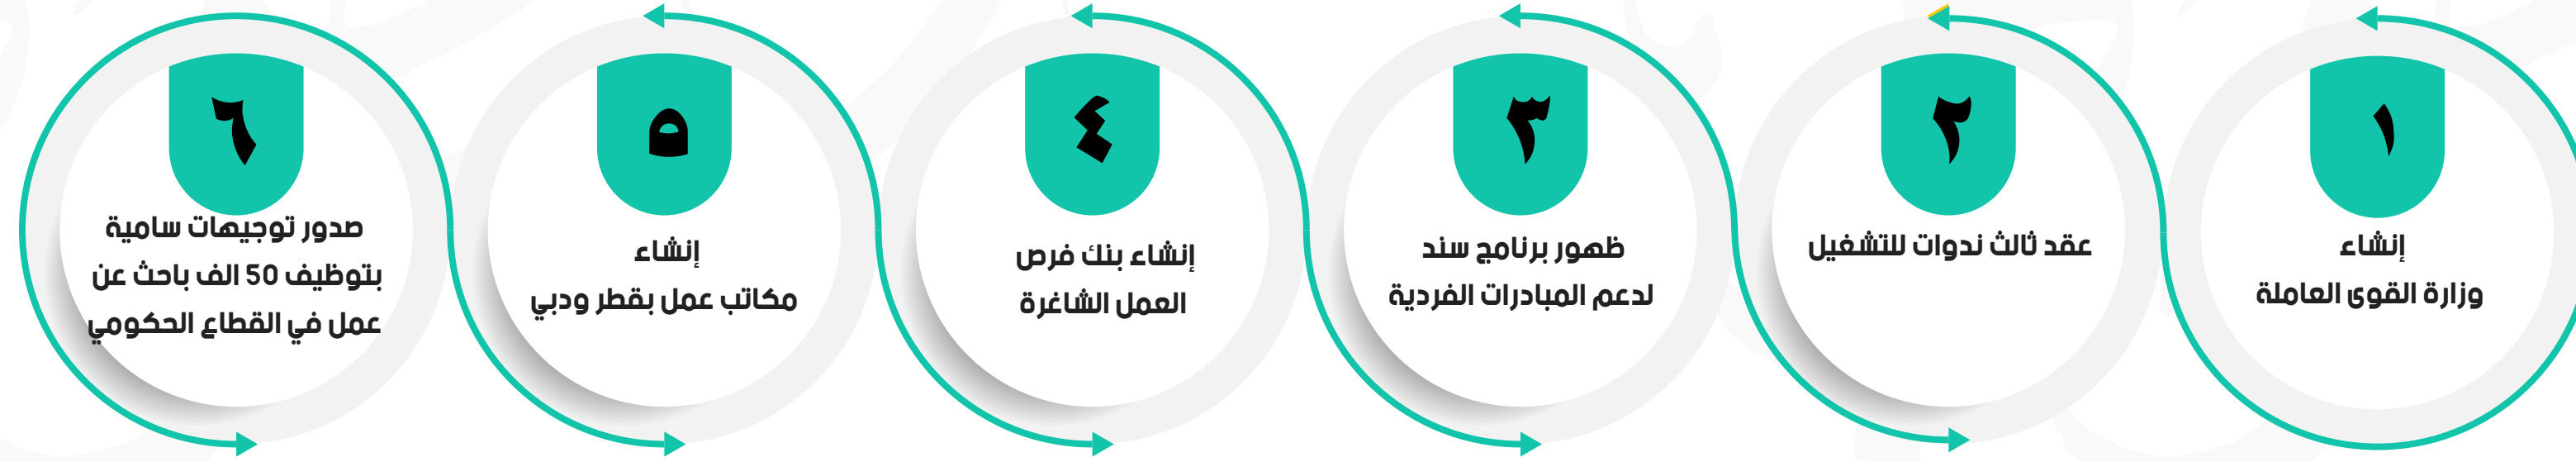 ١
إنشاء
وزارة القوى العاملة
٢
عقد ثالث ندوات للتشغيل
٣
ظهور برنامج سند
لدعم المبادرات الفردية
٤
إنشاء بنك فرص
العمل الشاغرة
٥
إنشاء
مكاتب عمل بقطر ودبي
٦
صدور توجيهات سامية
بتوظيف 50 الف باحث عن
عمل في القطاع الحكومي